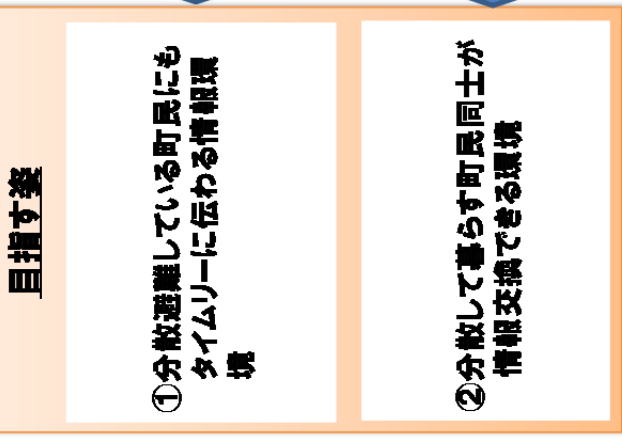 目指す姿
①分散避難している町民にも
タイムリーに伝わる情報環
境
②分散して暮らす町民同士が
情報交換できる環境